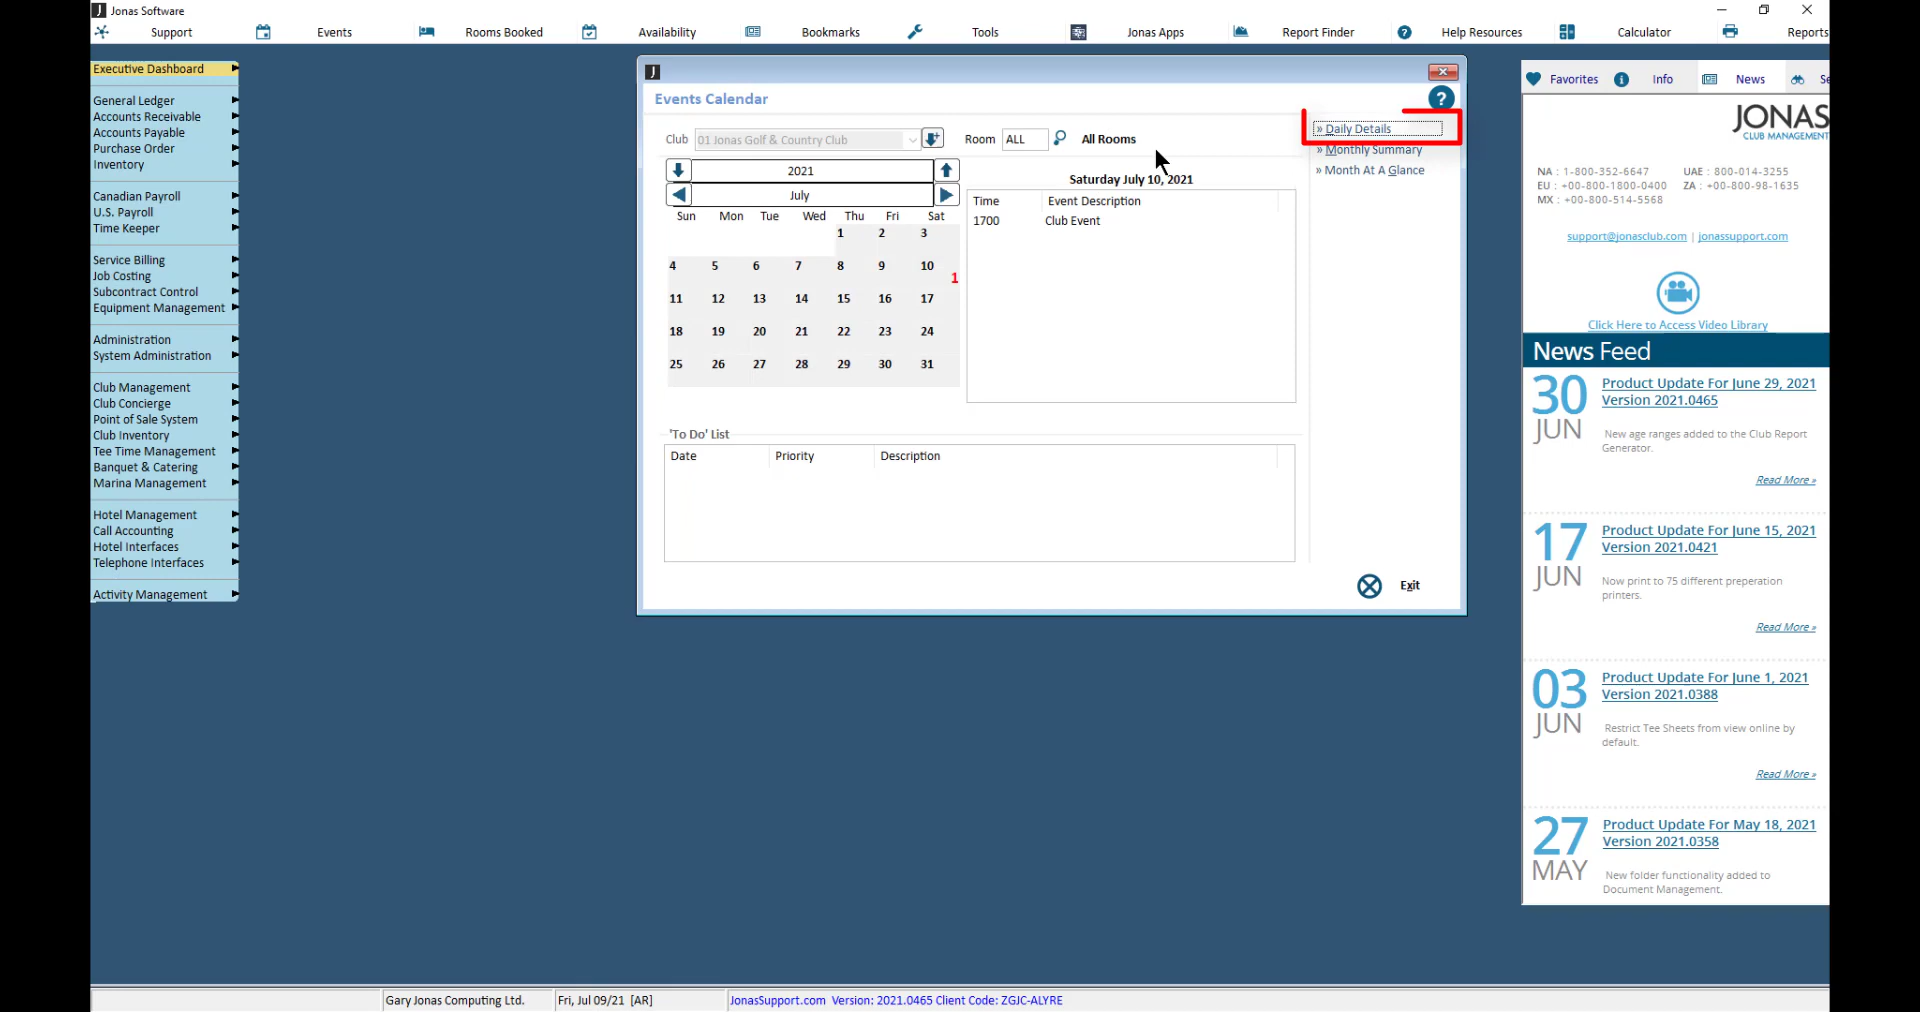 Jonas Software
Support Events Rooms Booked Availability Bookmarks Tools Jonas Apps Report Finder Help Resources Calculator Reports
Executive Dashboard
General Ledger
Accounts Receivable
Accounts Payable
Purchase Order
Inventory
Canadian Payroll
U.S. Payroll
Time Keeper
Service Billing
Job Costing
Subcontract Control
Equipment Management
Administration
System Administration
Club Management
Club Concierge
Point of Sale System
Club Inventory
Tee Time Management
Banquet & Catering
Marina Management
Hotel Management
Call Accounting
Hotel Interfaces
Telephone Interfaces
Activity Management
J
Events Calendar
?
Club 01 Jonas Golf & Country Club Room ALL All Rooms
2021
July
Sun Mon Tue Wed Thu Fri Sat
1 2 3
4 5 6 7 8 9 10
1
11 12 13 14 15 16 17
18 19 20 21 22 23 24
25 26 27 28 29 30 31
Saturday July 10, 2021
Time Event Description
1700 Club Event
» Daily Details
» Monthly Summary
» Month At A Glance
'To Do' List
Date Priority Description
Exit
Favorites Info News Se
JONAS
CLUB MANAGEMENT
NA : 1-800-352-6647 UAE : 800-014-3255
EU : +00-800-1800-0400 ZA : +00-800-98-1635
MX : +00-800-514-5568
support@jonasclub.com | jonassupport.com
Click Here to Access Video Library
News Feed
30 JUN
Product Update For June 29, 2021
Version 2021.0465
New age ranges added to the Club Report
Generator.
Read More »
17 JUN
Product Update For June 15, 2021
Version 2021.0421
Now print to 75 different preperation
printers.
Read More »
03 JUN
Product Update For June 1, 2021
Version 2021.0388
Restrict Tee Sheets from view online by
default.
Read More »
27 MAY
Product Update For May 18, 2021
Version 2021.0358
New folder functionality added to
Document Management.
Gary Jonas Computing Ltd. Fri, Jul 09/21 [AR] JonasSupport.com Version: 2021.0465 Client Code: ZGJC-ALYRE